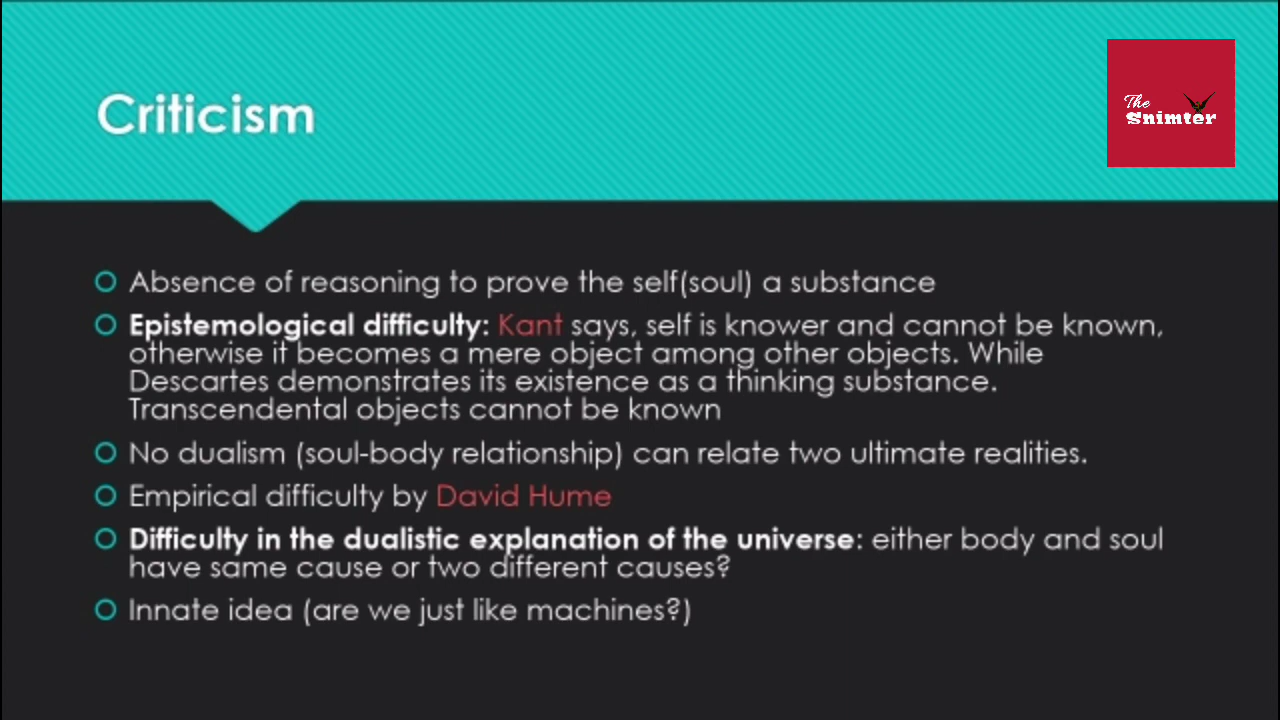 Criticism
The
Snimter
Absence of reasoning to prove the self(soul) a substance
Epistemological difficulty: Kant says, self is knower and cannot be known,
otherwise it becomes a mere object among other objects. While
Descartes demonstrates its existence as a thinking substance.
Transcendental objects cannot be known
No dualism (soul-body relationship) can relate two ultimate realities.
Empirical difficulty by David Hume
Difficulty in the dualistic explanation of the universe: either body and soul
have same cause or two different causes?
Innate idea (are we just like machines?)